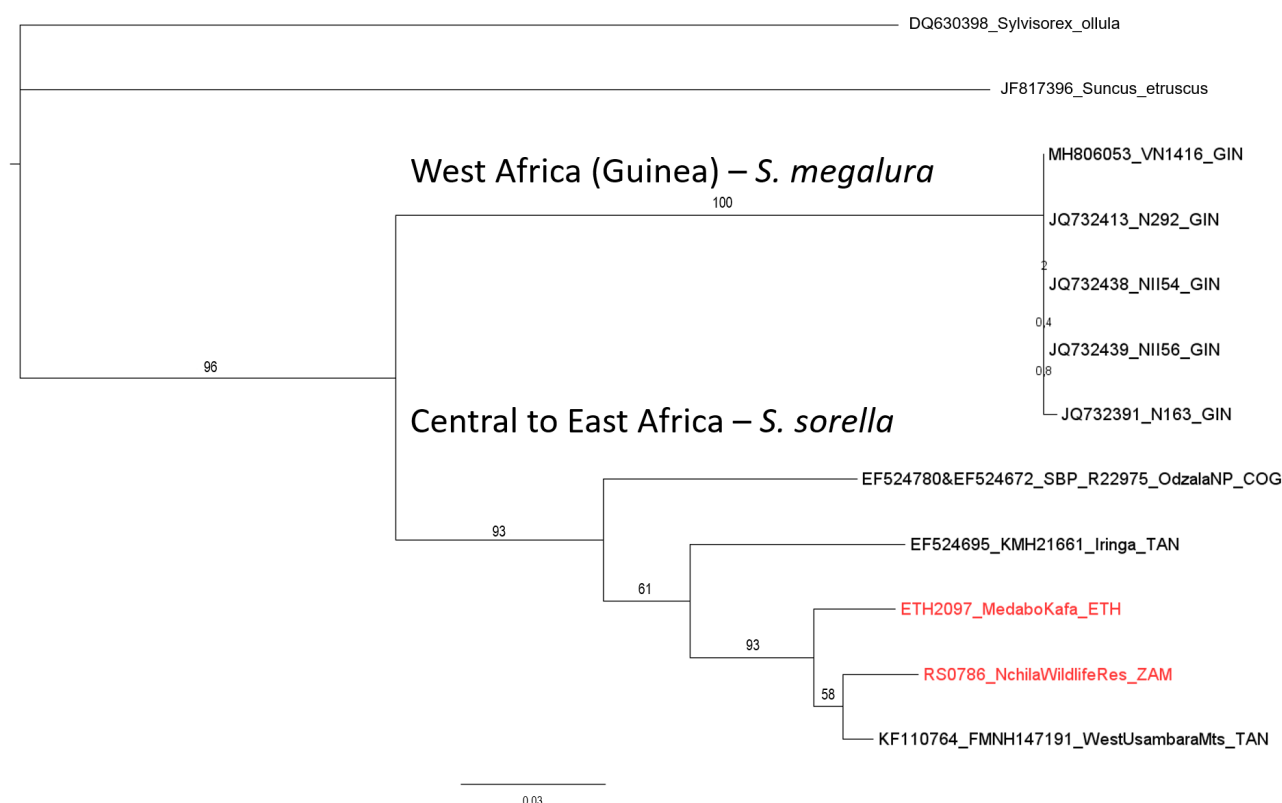 DQ630398_Sylvisorex_ollula
JF817396_Suncus_etruscus
MH806053_VN1416_GIN
West Africa (Guinea) – S. megalura
100
JQ732413_N292_GIN
2
JQ732438_NII54_GIN
0,4
JQ732439_NII56_GIN
96
0,8
JQ732391_N163_GIN
Central to East Africa – S. sorella
EF524780&EF524672_SBP_R22975_OdzalaNP_COG
93
EF524695_KMH21661_Iringa_TAN
61
ETH2097_MedaboKafa_ETH
93
RS0786_NchilaWildlifeRes_ZAM
58
KF110764_FMNH147191_WestUsambaraMts_TAN
0.03